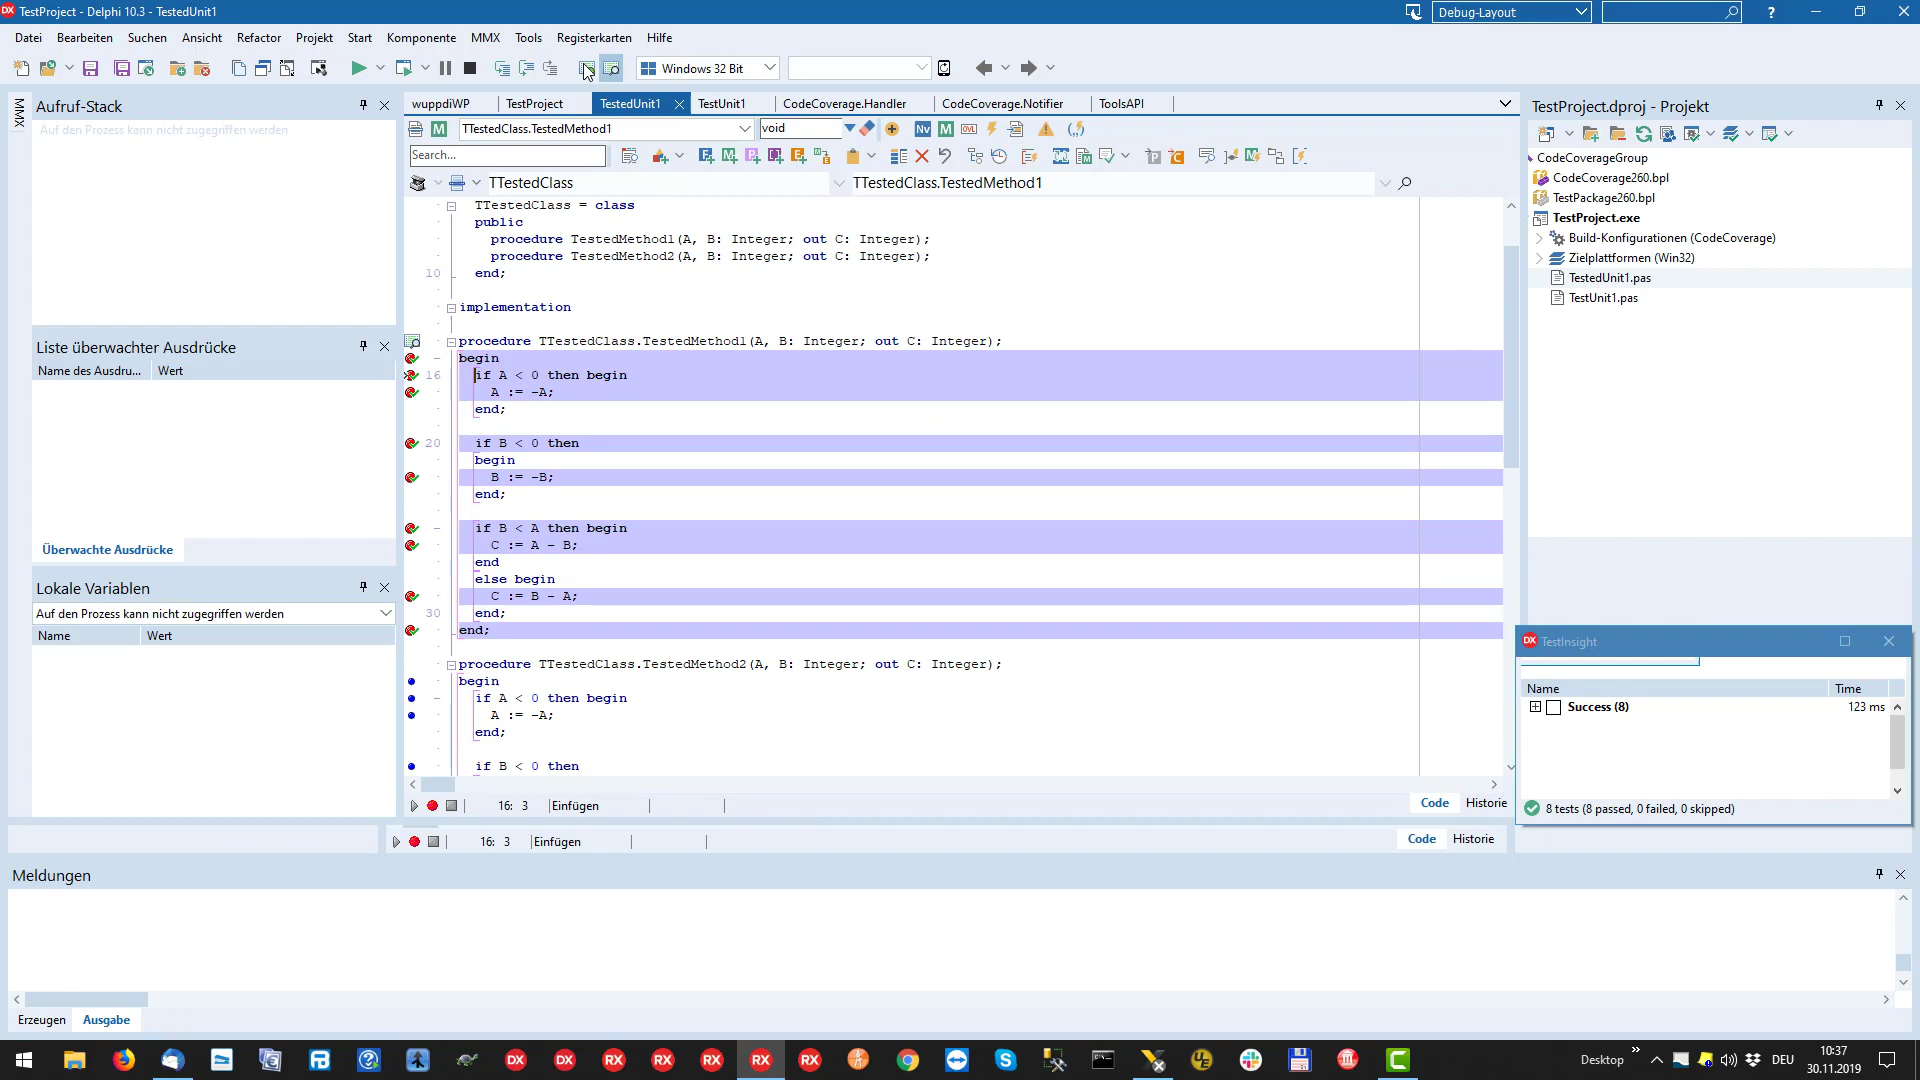 TestProject - Delphi 10.3 - TestedUnit1
Debug-Layout
Datei Bearbeiten Suchen Ansicht Refactor Projekt Start Komponente MMX Tools Registerkarten Hilfe
Windows 32 Bit
MMX
Aufruf-Stack
Auf den Prozess kann nicht zugegriffen werden
wuppdiWP TestProject TestedUnit1 TestUnit1 CodeCoverage.Handler CodeCoverage.Notifier ToolsAPI
TTestedClass.TestedMethod1 void
Search...
TTestedClass TTestedClass.TestedMethod1
TTestedClass = class
public
procedure TestedMethod1(A, B: Integer; out C: Integer);
procedure TestedMethod2(A, B: Integer; out C: Integer);
10 end;
implementation
procedure TTestedClass.TestedMethod1(A, B: Integer; out C: Integer);
begin
16 if A < 0 then begin
A := -A;
end;
20 if B < 0 then
begin
B := -B;
end;
if B < A then begin
C := A - B;
end
else begin
C := B - A;
30 end;
end;
procedure TTestedClass.TestedMethod2(A, B: Integer; out C: Integer);
begin
if A < 0 then begin
A := -A;
end;
if B < 0 then
16: 3 Einfügen
Code Historie
16: 3 Einfügen
Code Historie
Liste überwachter Ausdrücke
Name des Ausdru... Wert
Überwachte Ausdrücke
Lokale Variablen
Auf den Prozess kann nicht zugegriffen werden
Name Wert
TestProject.dproj - Projekt
CodeCoverageGroup
CodeCoverage260.bpl
TestPackage260.bpl
TestProject.exe
Build-Konfigurationen (CodeCoverage)
Zielplattformen (Win32)
TestedUnit1.pas
TestUnit1.pas
TestInsight
Name Time
Success (8) 123 ms
8 tests (8 passed, 0 failed, 0 skipped)
Meldungen
Erzeugen Ausgabe
Desktop DEU 10:37
30.11.2019